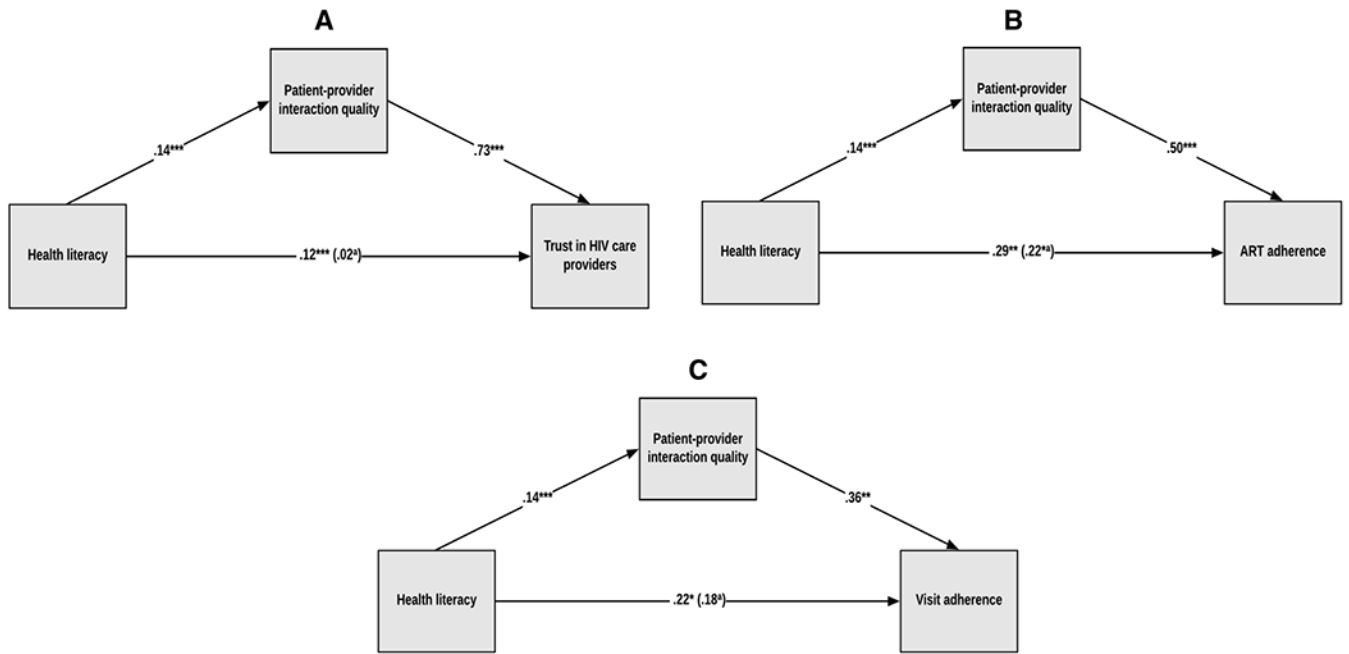 A
Patient-provider
interaction quality
.14***
.73***
Health literacy
.12*** (.02ª)
Trust in HIV care
providers
B
Patient-provider
interaction quality
.14***
.50***
Health literacy
.29** (.22*ª)
ART adherence
C
Patient-provider
interaction quality
.14***
.36**
Health literacy
.22* (.18ª)
Visit adherence